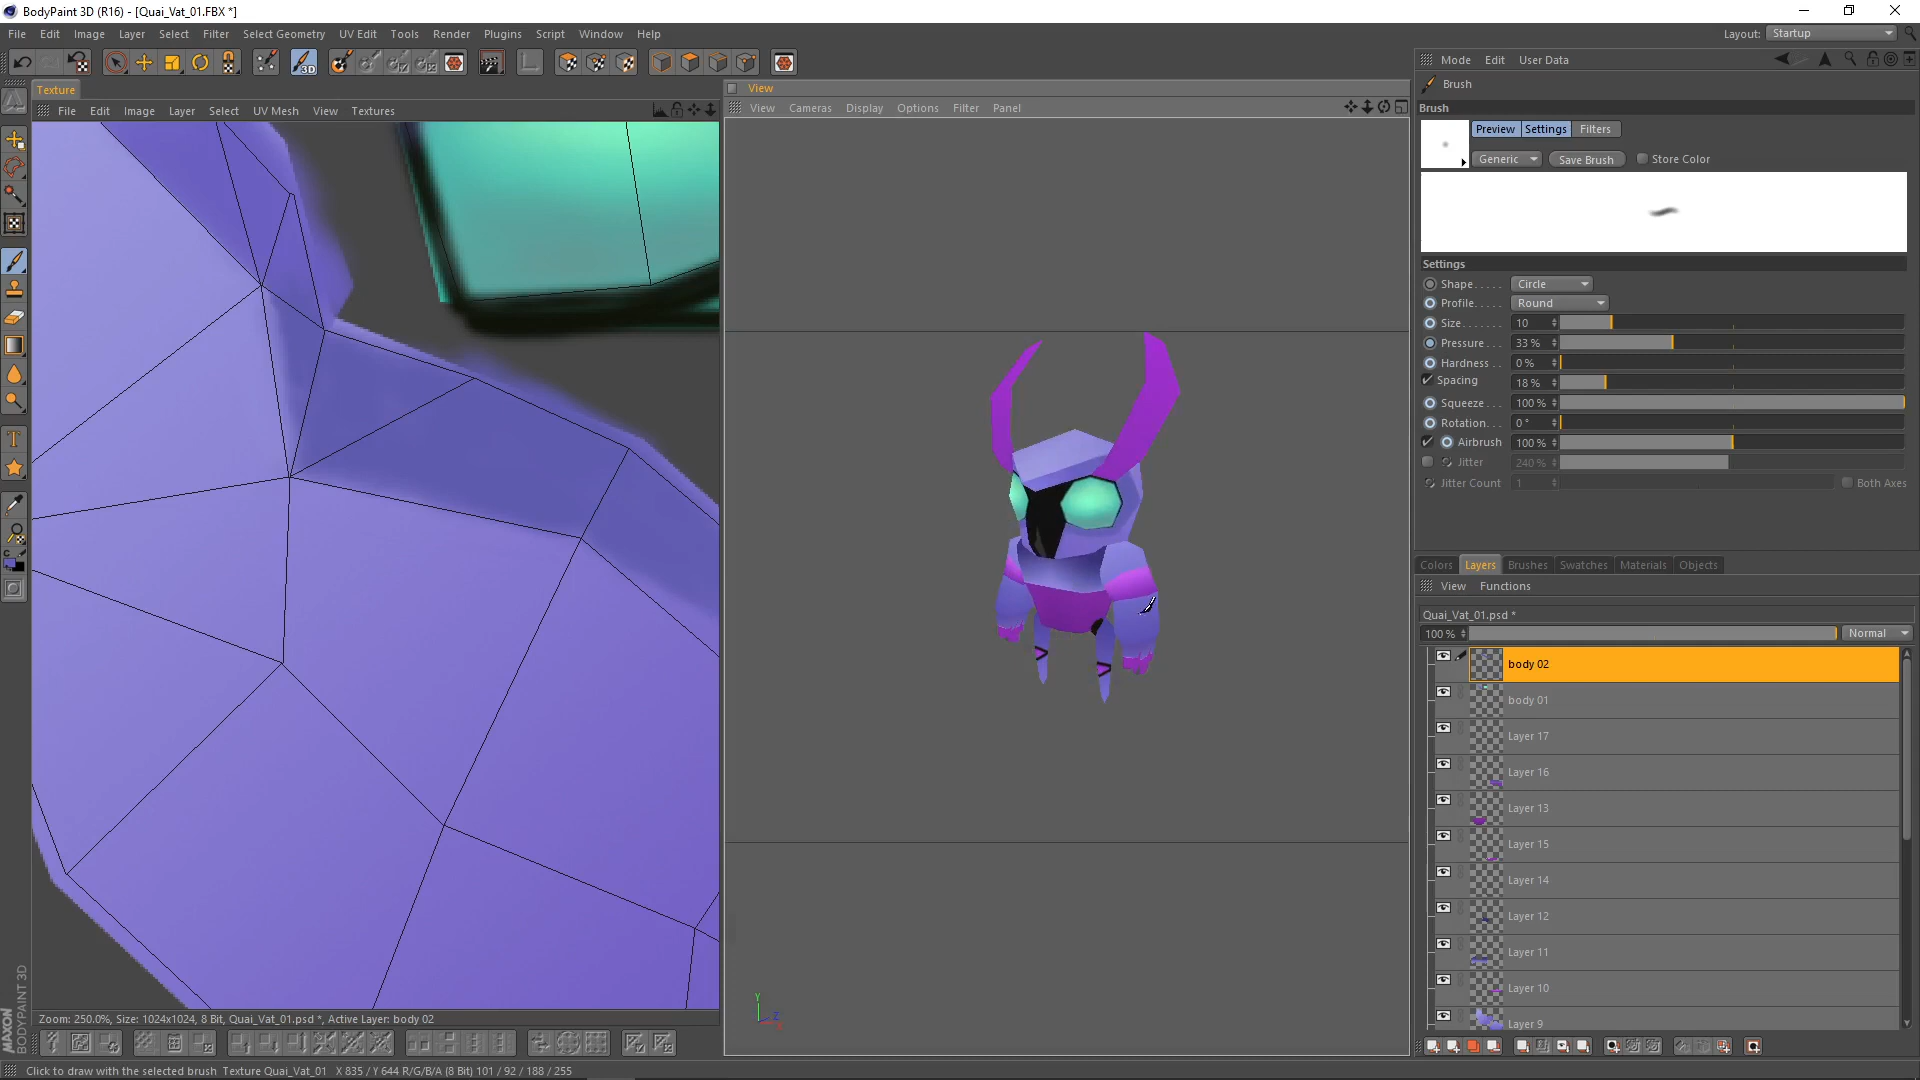 BodyPaint 3D (R16) - [Quai_Vat_01.FBX *]
File Edit Image Layer Select Filter Select Geometry UV Edit Tools Render Plugins Script Window Help
Layout: Startup
Texture
File Edit Image Layer Select UV Mesh View Textures
View
View Cameras Display Options Filter Panel
Y
Z
X
Mode Edit User Data
Brush
Brush
Preview Settings Filters
Generic Save Brush Store Color
Settings
Shape..... Circle
Profile.... Round
Size....... 10
Pressure... 33 %
Hardness.. 0 %
Spacing 18 %
Squeeze... 100 %
Rotation... 0 °
Airbrush 100 %
Jitter 240 %
Jitter Count 1 Both Axes
Colors Layers Brushes Swatches Materials Objects
View Functions
Quai_Vat_01.psd *
100 % Normal
body 02
body 01
Layer 17
Layer 16
Layer 13
Layer 15
Layer 14
Layer 12
Layer 11
Layer 10
Layer 9
MAXON
BODYPAINT 3D
Zoom: 250.0%, Size: 1024x1024, 8 Bit, Quai_Vat_01.psd *, Active Layer: body 02
Click to draw with the selected brush Texture Quai_Vat_01 X 835 / Y 644 R/G/B/A (8 Bit) 101 / 92 / 188 / 255